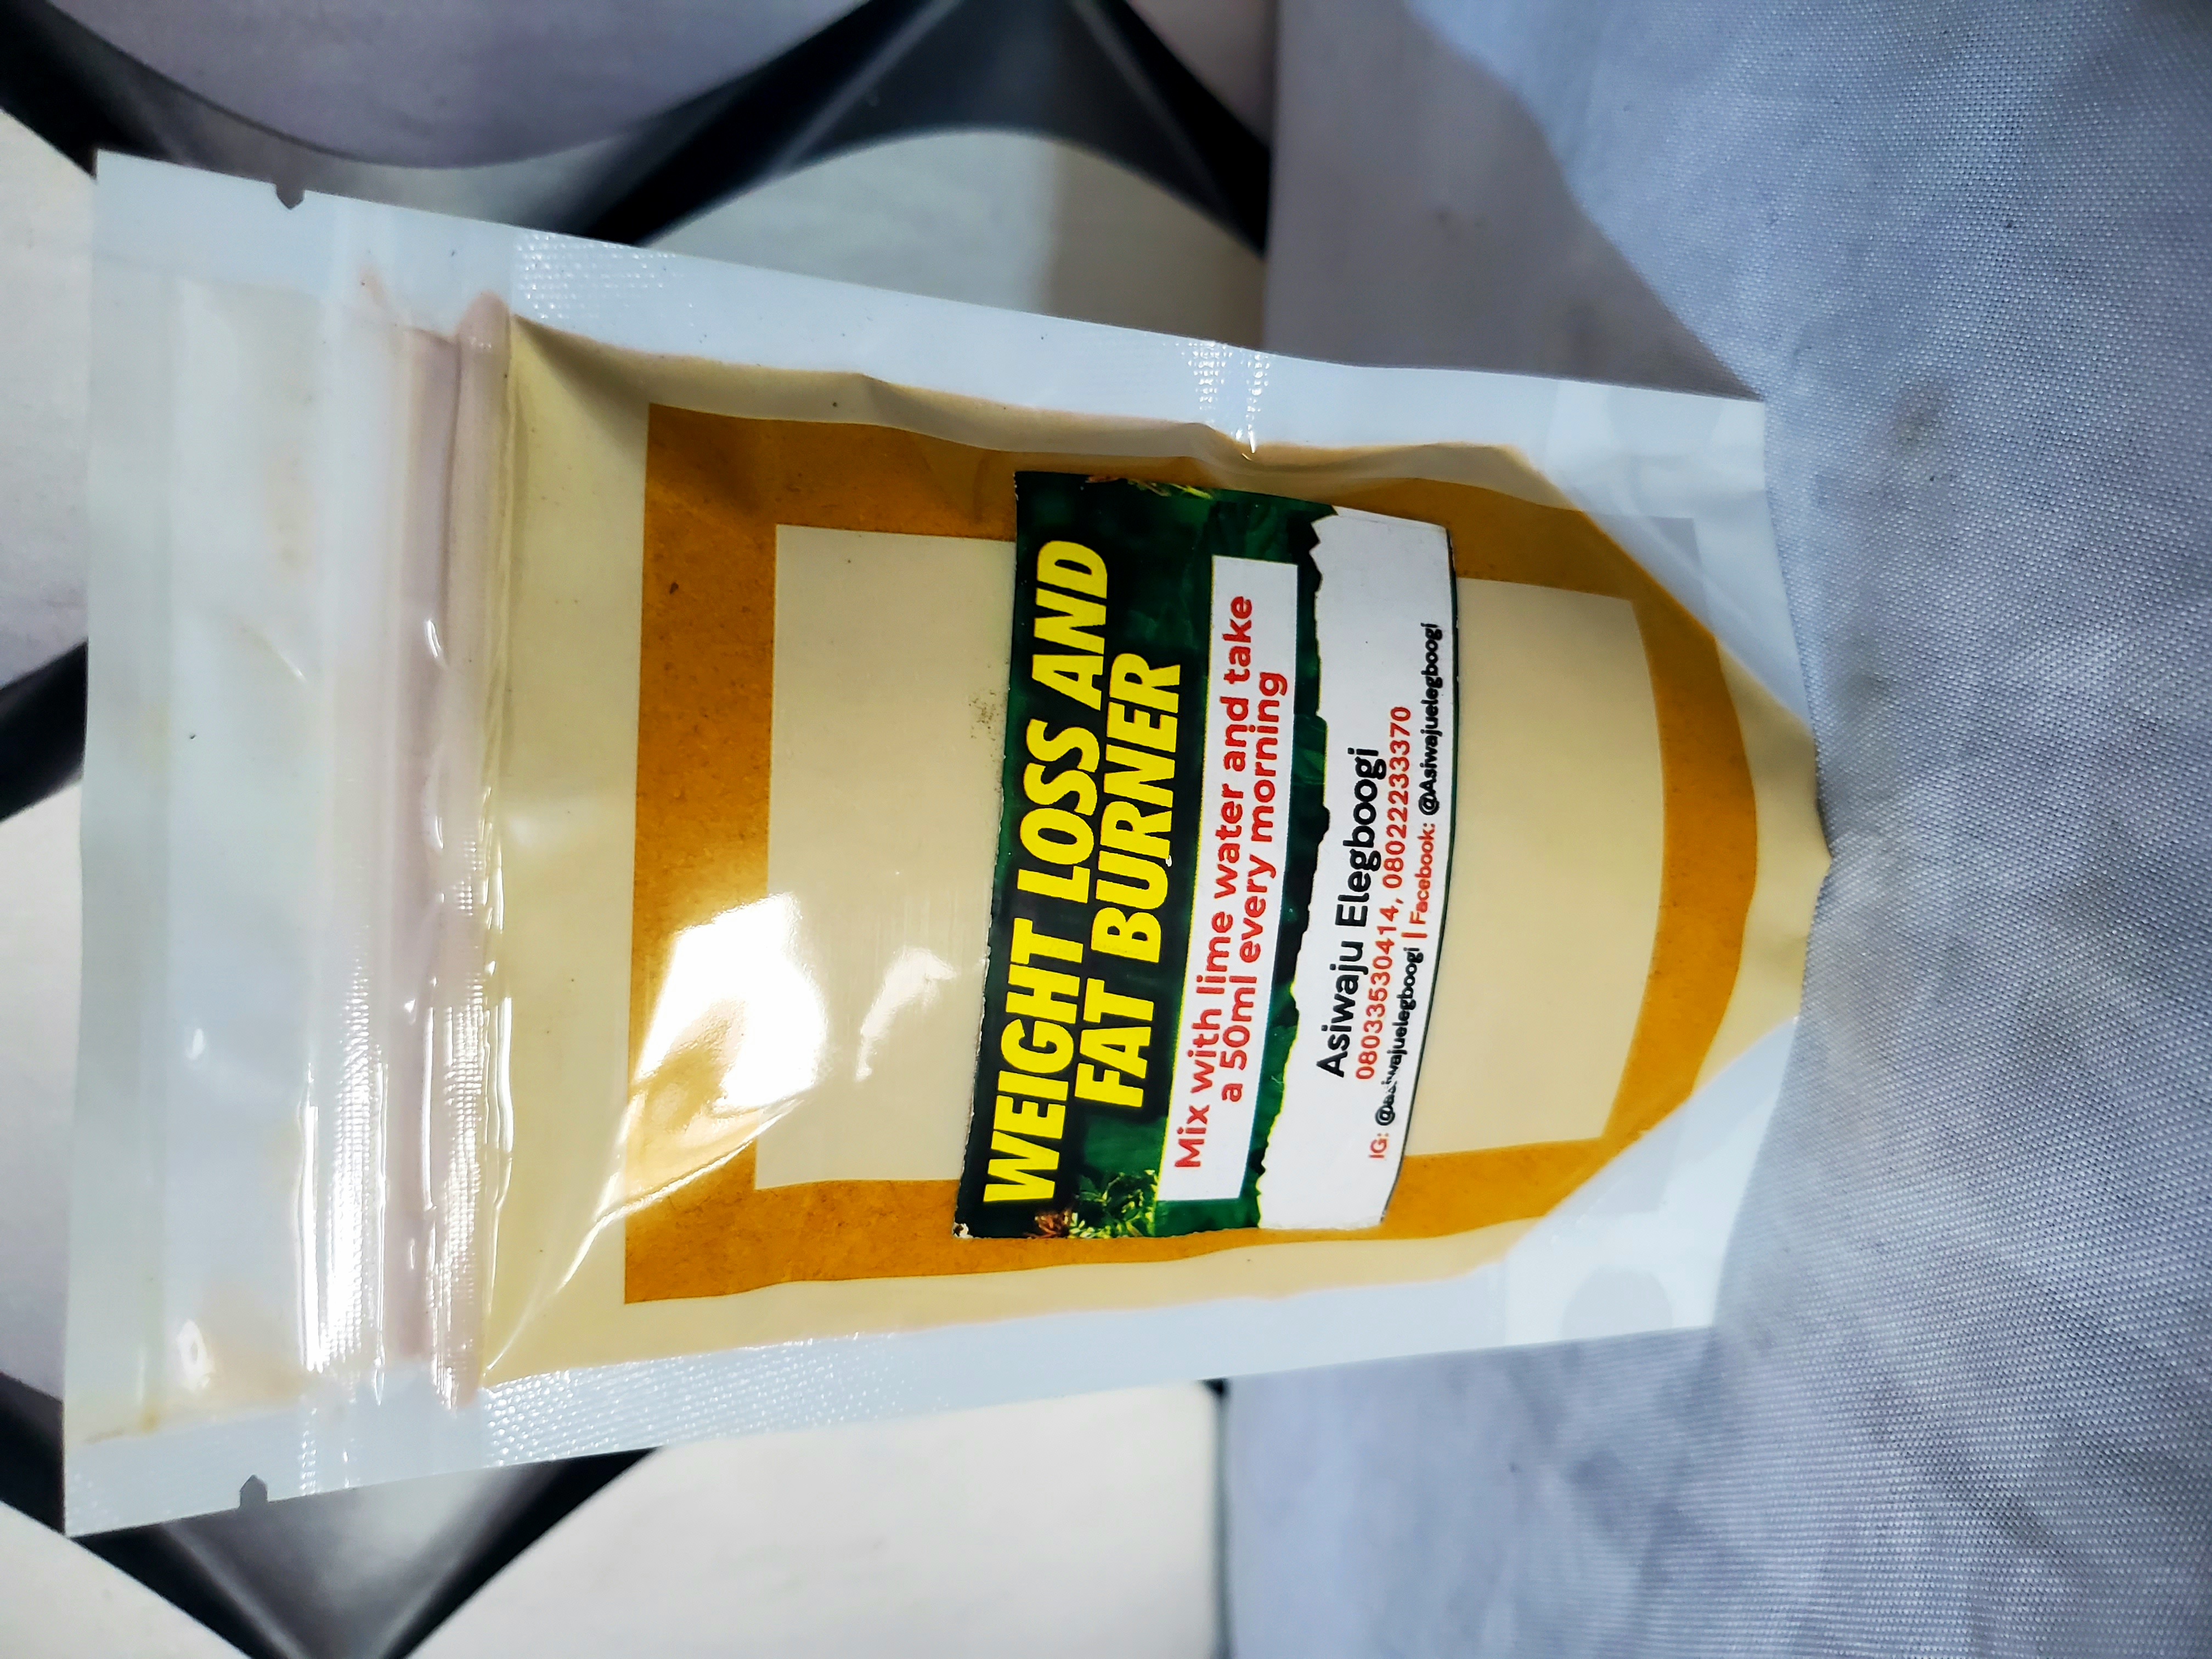 WEIGHT LOSS AND
FAT BURNER
Mix with lime water and take
a 50ml every morning
Asiwaju Elegboogi
08033530414, 08022233370
IG: @asiwajuelegboogi | Facebook: @Asiwajuelegboogi